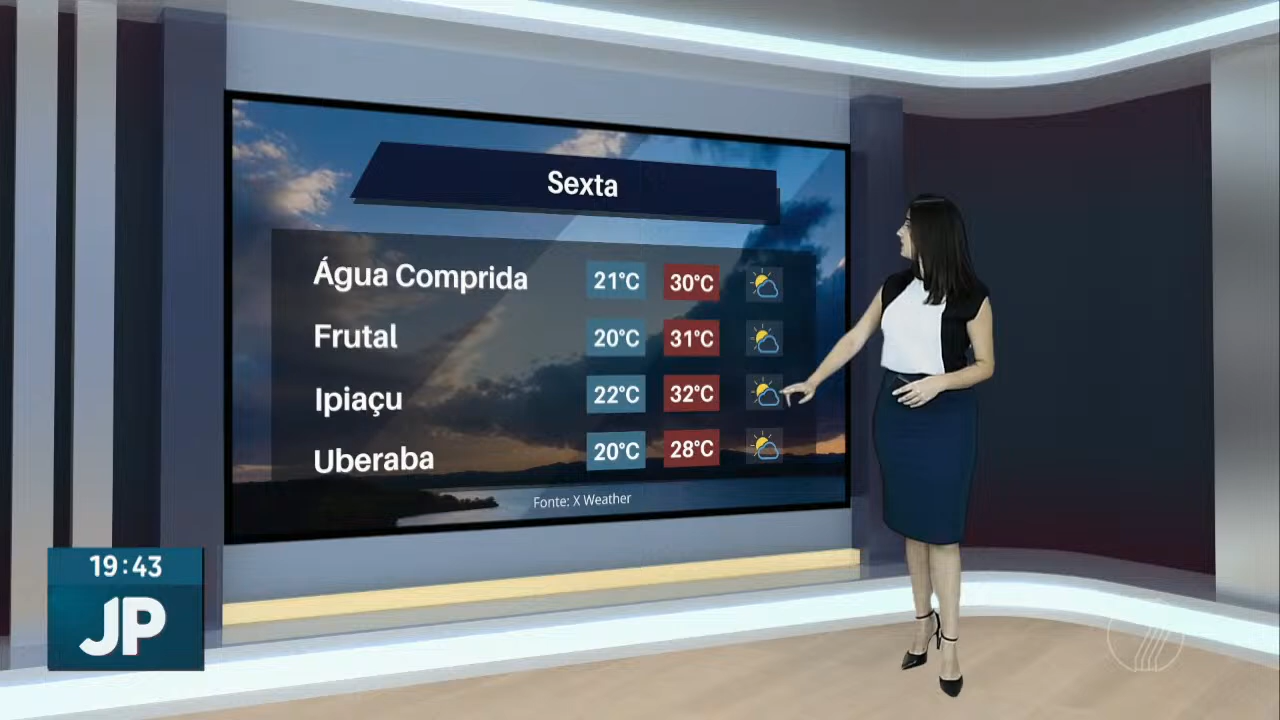 Sexta
Água Comprida 21°C 30°C
Frutal 20°C 31°C
Ipiaçu 22°C 32°C
Uberaba 20°C 28°C
Fonte: X Weather
19:43
JP